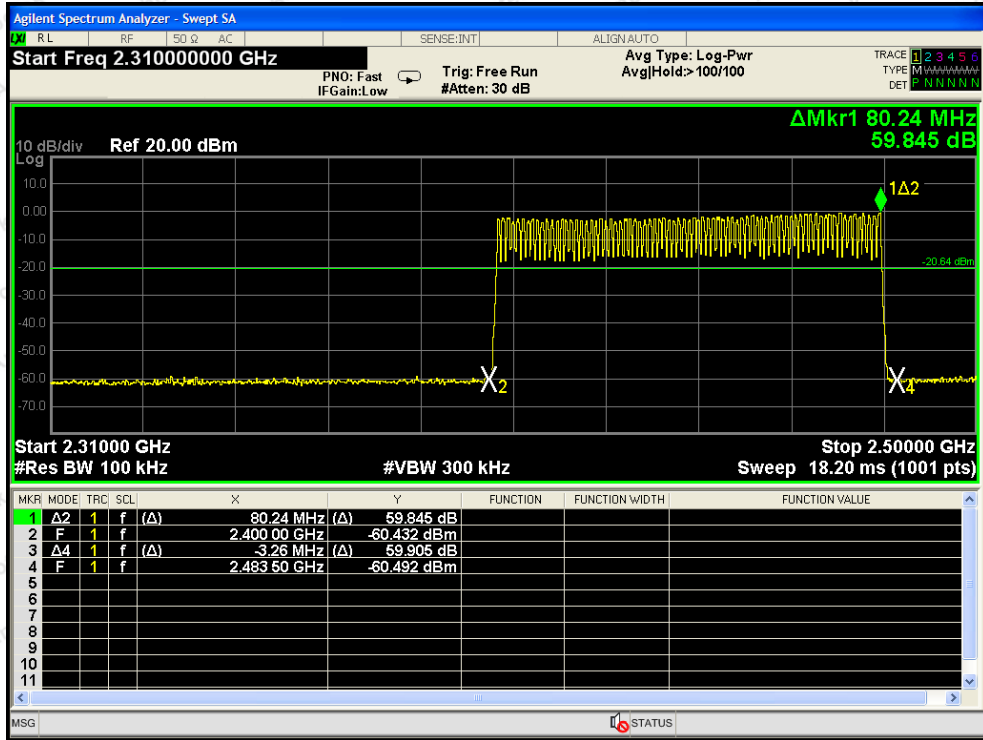 Agilent Spectrum Analyzer - Swept SA
LXI RL RF 50 Ω AC SENSE:INT ALIGN AUTO
Start Freq 2.310000000 GHz
PNO: Fast
IFGain:Low
Trig: Free Run
#Atten: 30 dB
Avg Type: Log-Pwr
Avg|Hold:>100/100
TRACE 1 2 3 4 5 6
TYPE MWWWWW
DET P N N N N N
ΔMkr1 80.24 MHz
59.845 dB
10 dB/div Ref 20.00 dBm
Log
10.0
1Δ2
0.00
-10.0
-20.0
-20.64 dBm
-30.0
-40.0
-50.0
-60.0
2
4
-70.0
Start 2.31000 GHz Stop 2.50000 GHz
#Res BW 100 kHz #VBW 300 kHz Sweep 18.20 ms (1001 pts)
MKR MODE TRC SCL X Y FUNCTION FUNCTION WIDTH FUNCTION VALUE
1 Δ2 1 f (Δ) 80.24 MHz (Δ) 59.845 dB
2 F 1 f 2.400 00 GHz -60.432 dBm
3 Δ4 1 f (Δ) -3.26 MHz (Δ) 59.905 dB
4 F 1 f 2.483 50 GHz -60.492 dBm
5
6
7
8
9
10
11
MSG STATUS